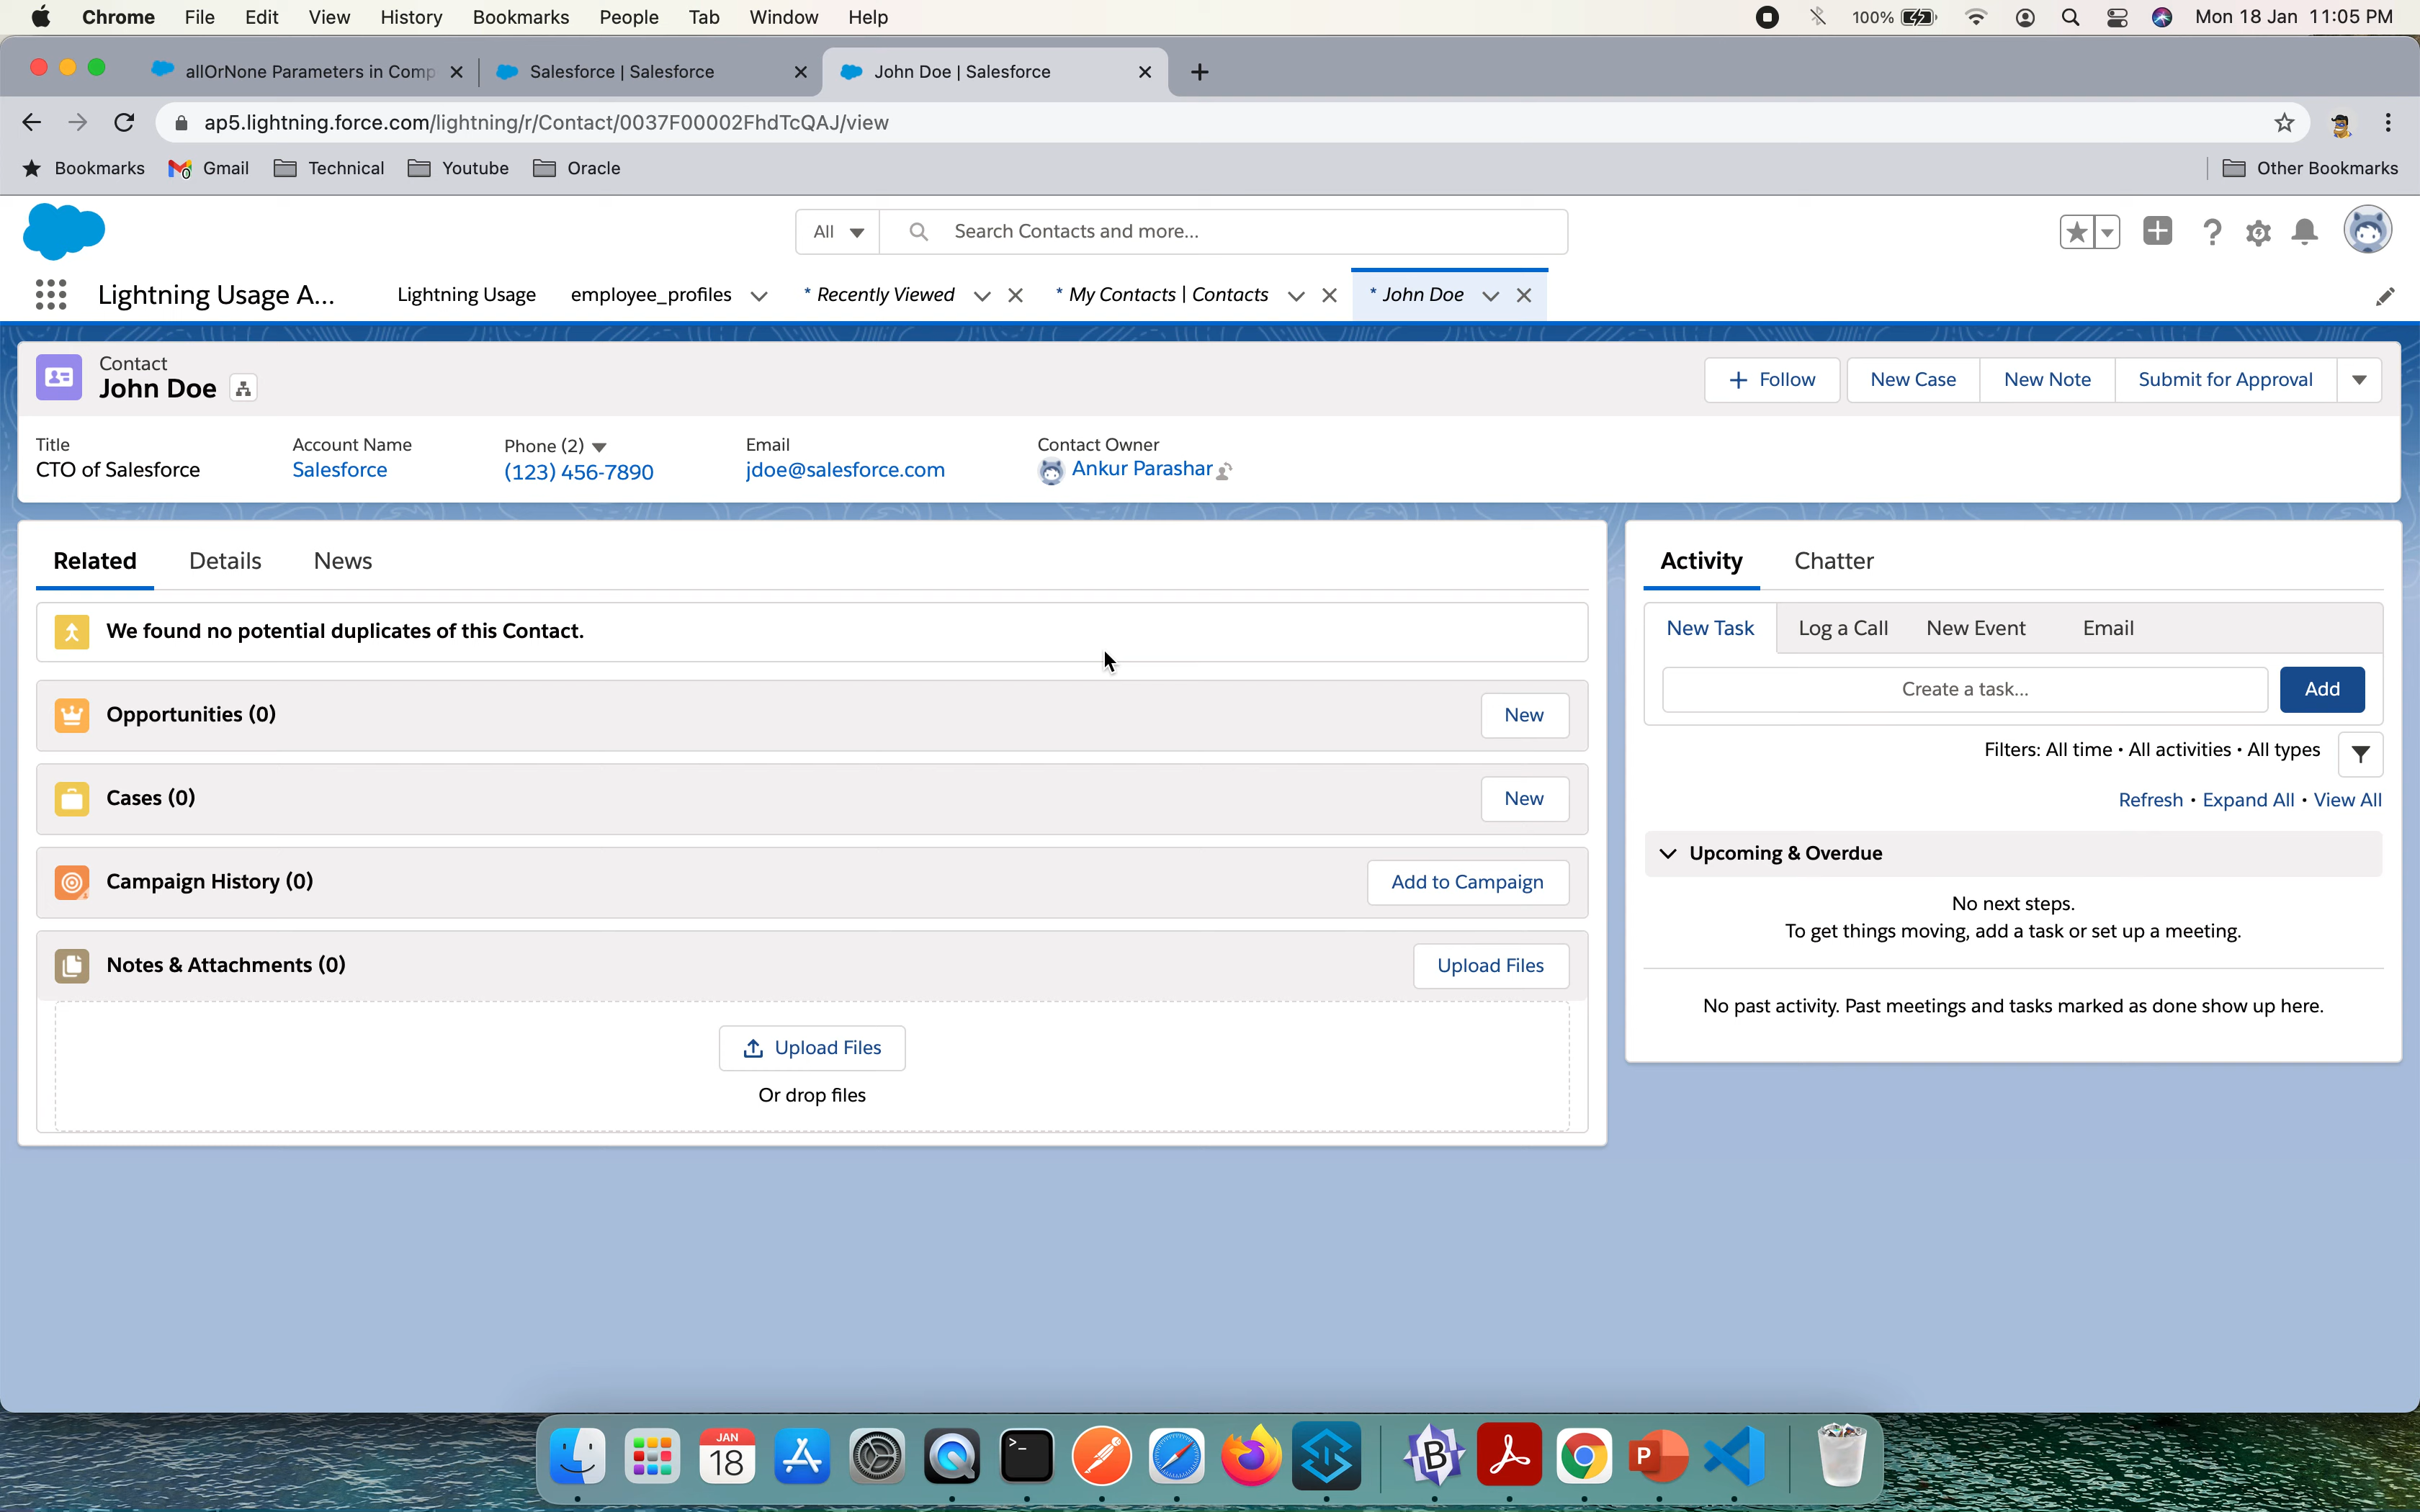 Chrome File Edit View History Bookmarks People Tab Window Help 100% Mon 18 Jan 11:05 PM
allOrNone Parameters in Comp Salesforce | Salesforce John Doe | Salesforce
ap5.lightning.force.com/lightning/r/Contact/0037F00002FhdTcQAJ/view
Bookmarks Gmail Technical Youtube Oracle Other Bookmarks
All Search Contacts and more...
Lightning Usage A... Lightning Usage employee_profiles * Recently Viewed * My Contacts | Contacts * John Doe
Contact
John Doe
Follow New Case New Note Submit for Approval
Title Account Name Phone (2) Email Contact Owner
CTO of Salesforce Salesforce (123) 456-7890 jdoe@salesforce.com Ankur Parashar
Related Details News
Activity Chatter
We found no potential duplicates of this Contact.
New Task Log a Call New Event Email
Create a task... Add
Opportunities (0) New
Filters: All time • All activities • All types
Cases (0) New
Refresh • Expand All • View All
Upcoming & Overdue
Campaign History (0) Add to Campaign
No next steps.
To get things moving, add a task or set up a meeting.
Notes & Attachments (0) Upload Files
No past activity. Past meetings and tasks marked as done show up here.
Upload Files
Or drop files
JAN
18
B
P